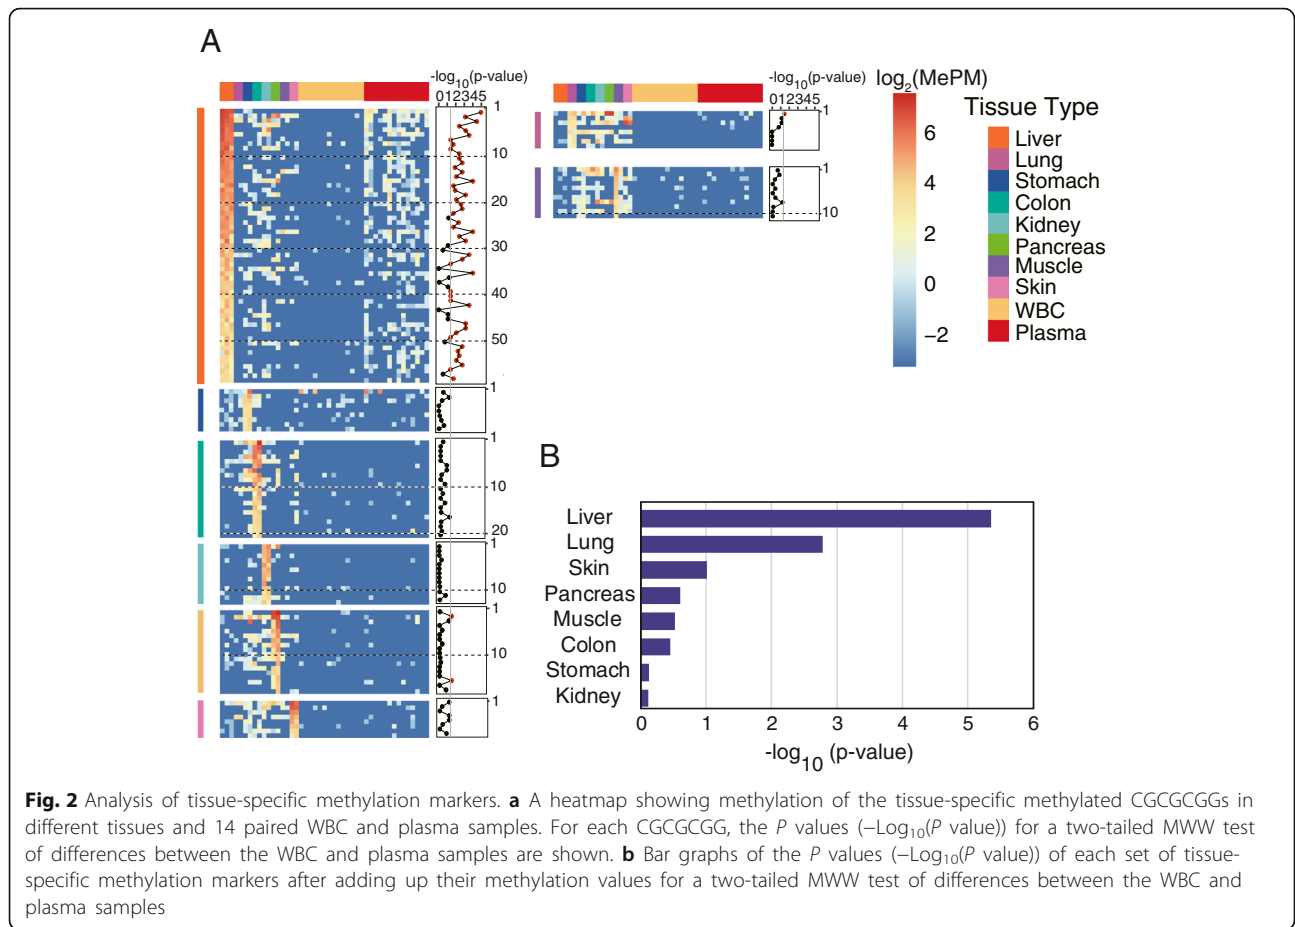 A
-log10(p-value)
012345
1
10
20
30
40
50
1
1
10
20
1
10
1
10
1
-log10(p-value)
012345
1
1
10
log2(MePM)
6
4
2
0
−2
Tissue Type
Liver
Lung
Stomach
Colon
Kidney
Pancreas
Muscle
Skin
WBC
Plasma
B
Liver
Lung
Skin
Pancreas
Muscle
Colon
Stomach
Kidney
0 1 2 3 4 5 6
-log10 (p-value)
Fig. 2 Analysis of tissue-specific methylation markers. a A heatmap showing methylation of the tissue-specific methylated CGCGCGGs in
different tissues and 14 paired WBC and plasma samples. For each CGCGCGG, the P values (−Log10(P value)) for a two-tailed MWW test
of differences between the WBC and plasma samples are shown. b Bar graphs of the P values (−Log10(P value)) of each set of tissue-
specific methylation markers after adding up their methylation values for a two-tailed MWW test of differences between the WBC and
plasma samples